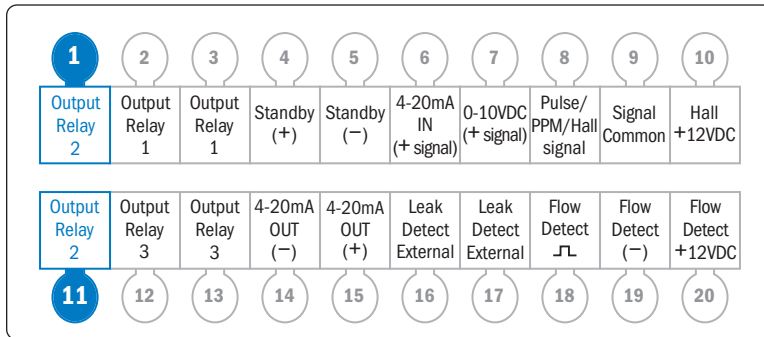 1 2 3 4 5 6 7 8 9 10
Output Output Output Standby Standby 4-20mA 0-10VDC Pulse/ Signal Hall
Relay Relay Relay (+) (−) IN (+ signal) PPM/Hall Common +12VDC
2 1 1 (+ signal) signal
Output Output Output 4-20mA 4-20mA Leak Leak Flow Flow Flow
Relay Relay Relay OUT OUT Detect Detect Detect Detect Detect
2 3 3 (−) (+) External External (−) +12VDC
11 12 13 14 15 16 17 18 19 20